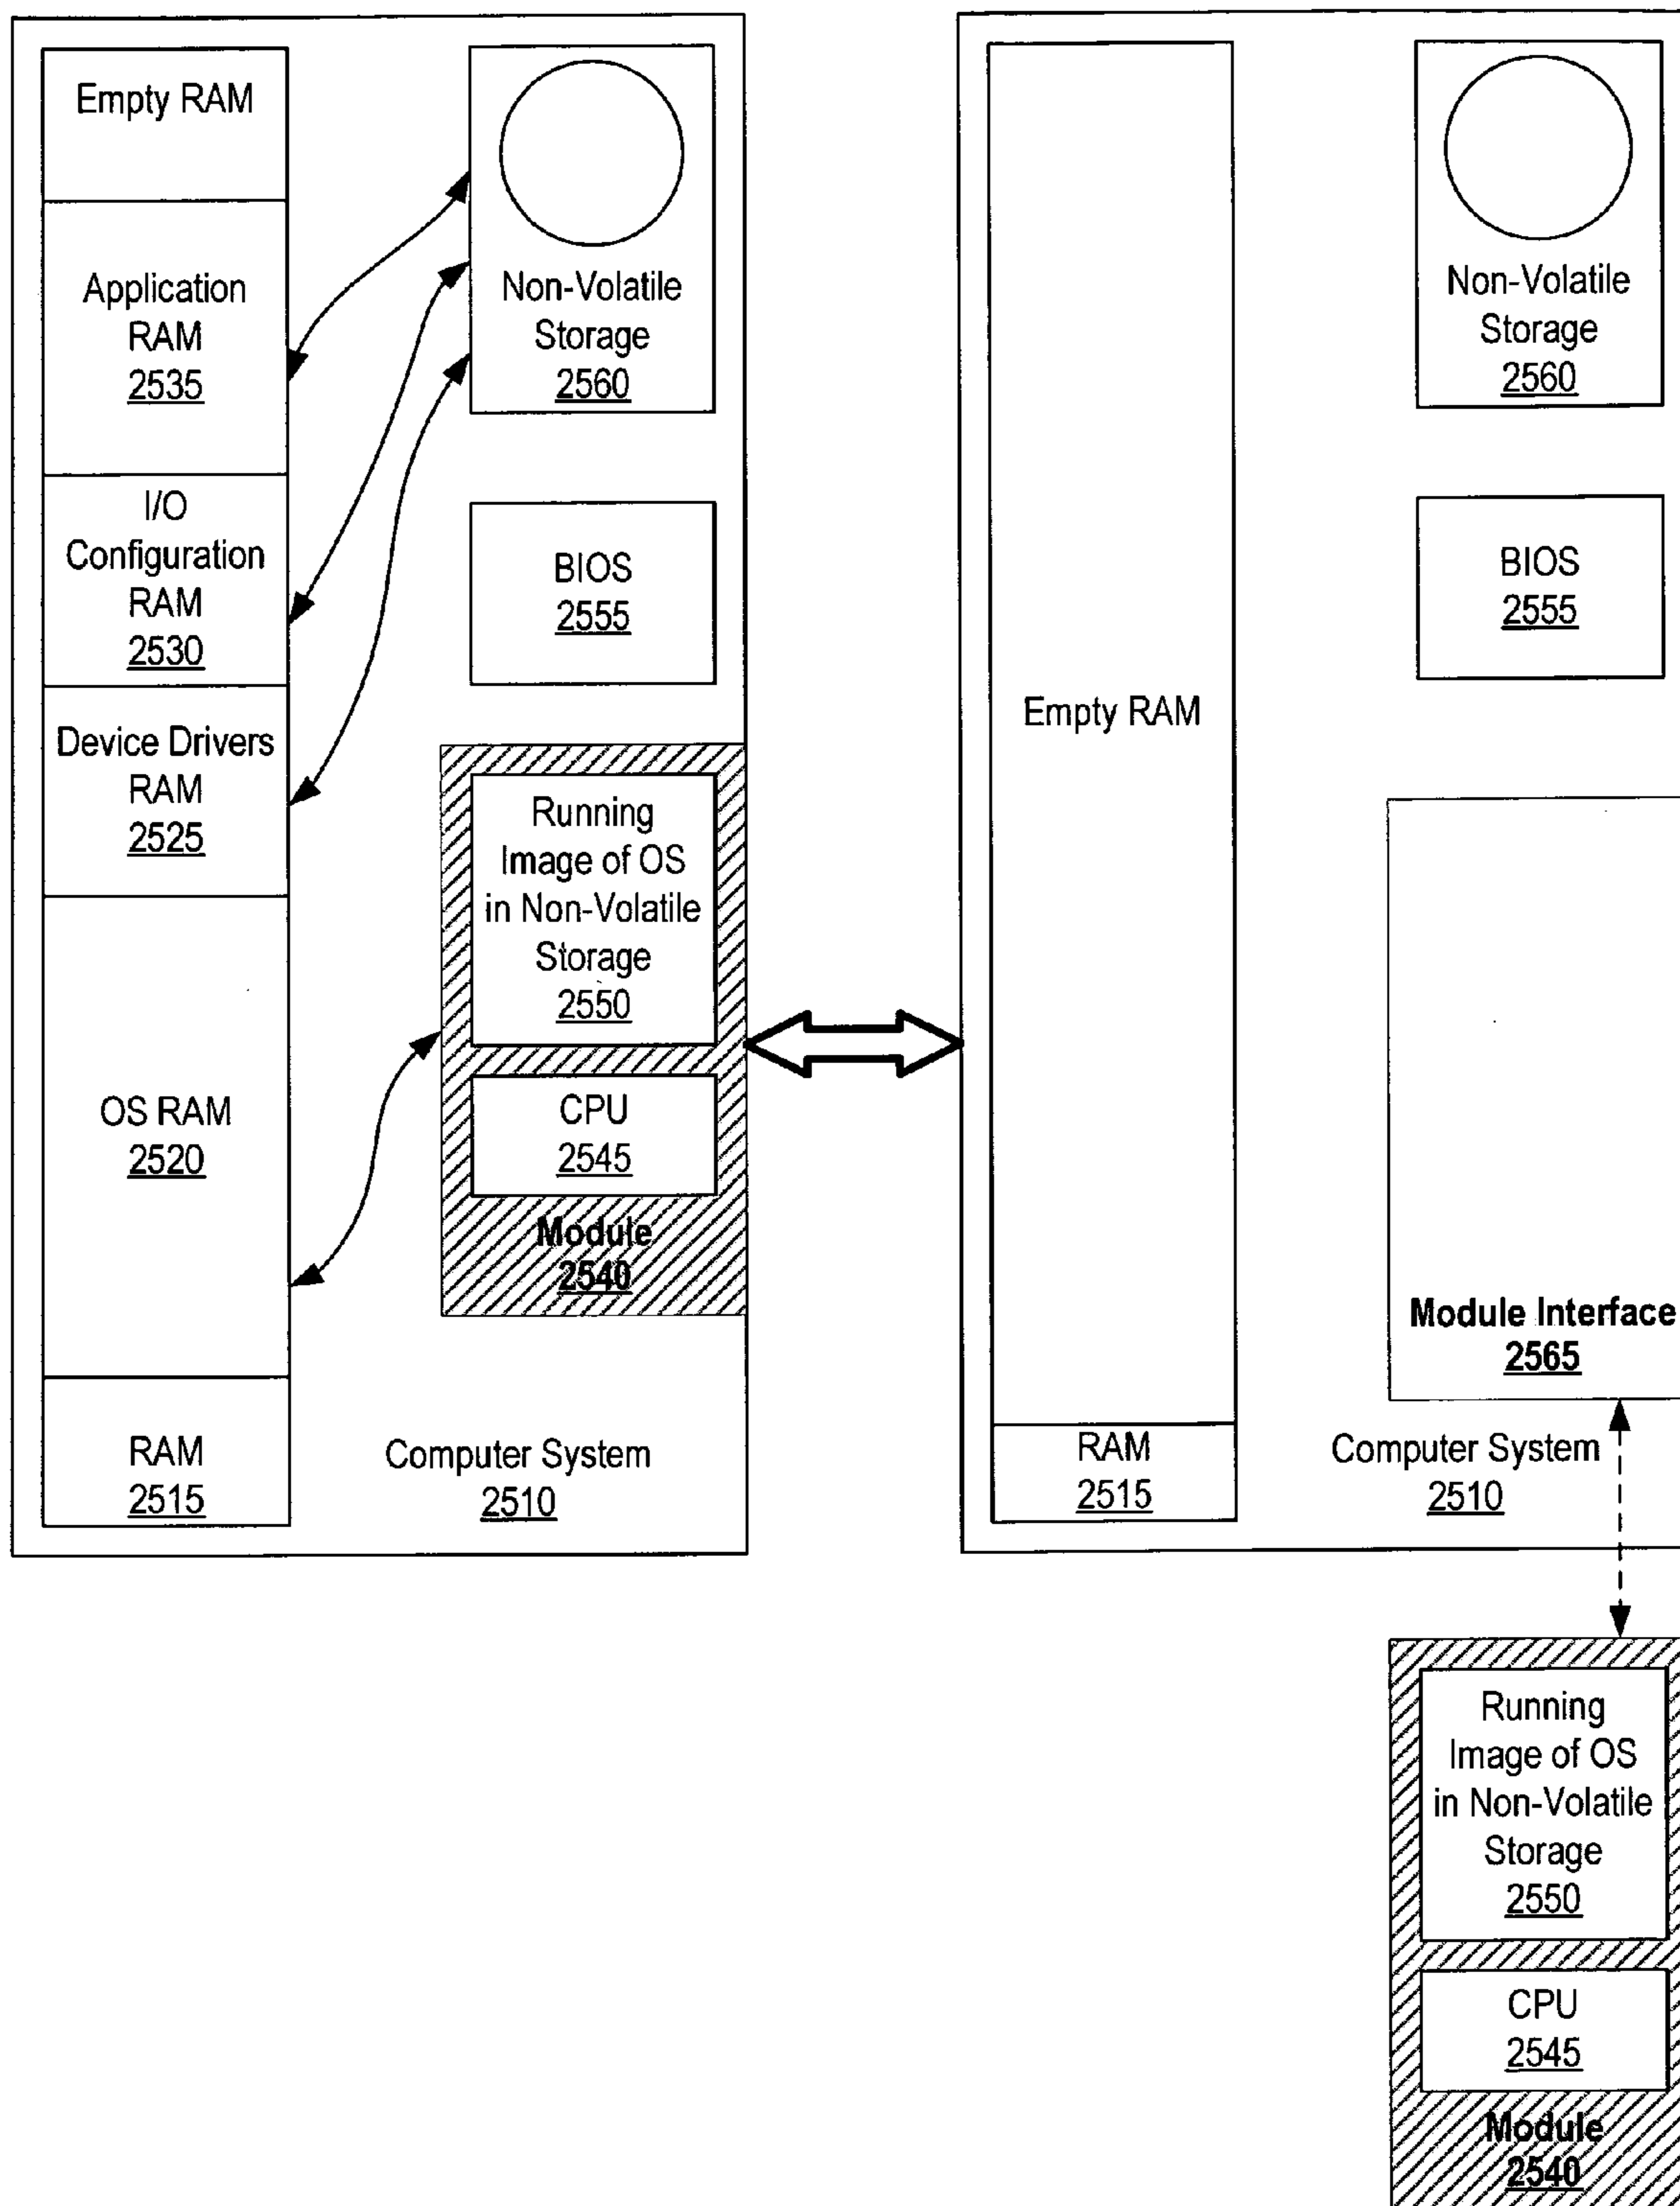 Empty RAM
Application
RAM
2535
I/O
Configuration
RAM
2530
Device Drivers
RAM
2525
OS RAM
2520
RAM
2515
Non-Volatile
Storage
2560
BIOS
2555
Running
Image of OS
in Non-Volatile
Storage
2550
CPU
2545
Module
2540
Computer System
2510
Empty RAM
RAM
2515
Non-Volatile
Storage
2560
BIOS
2555
Module Interface
2565
Computer System
2510
Running
Image of OS
in Non-Volatile
Storage
2550
CPU
2545
Module
2540